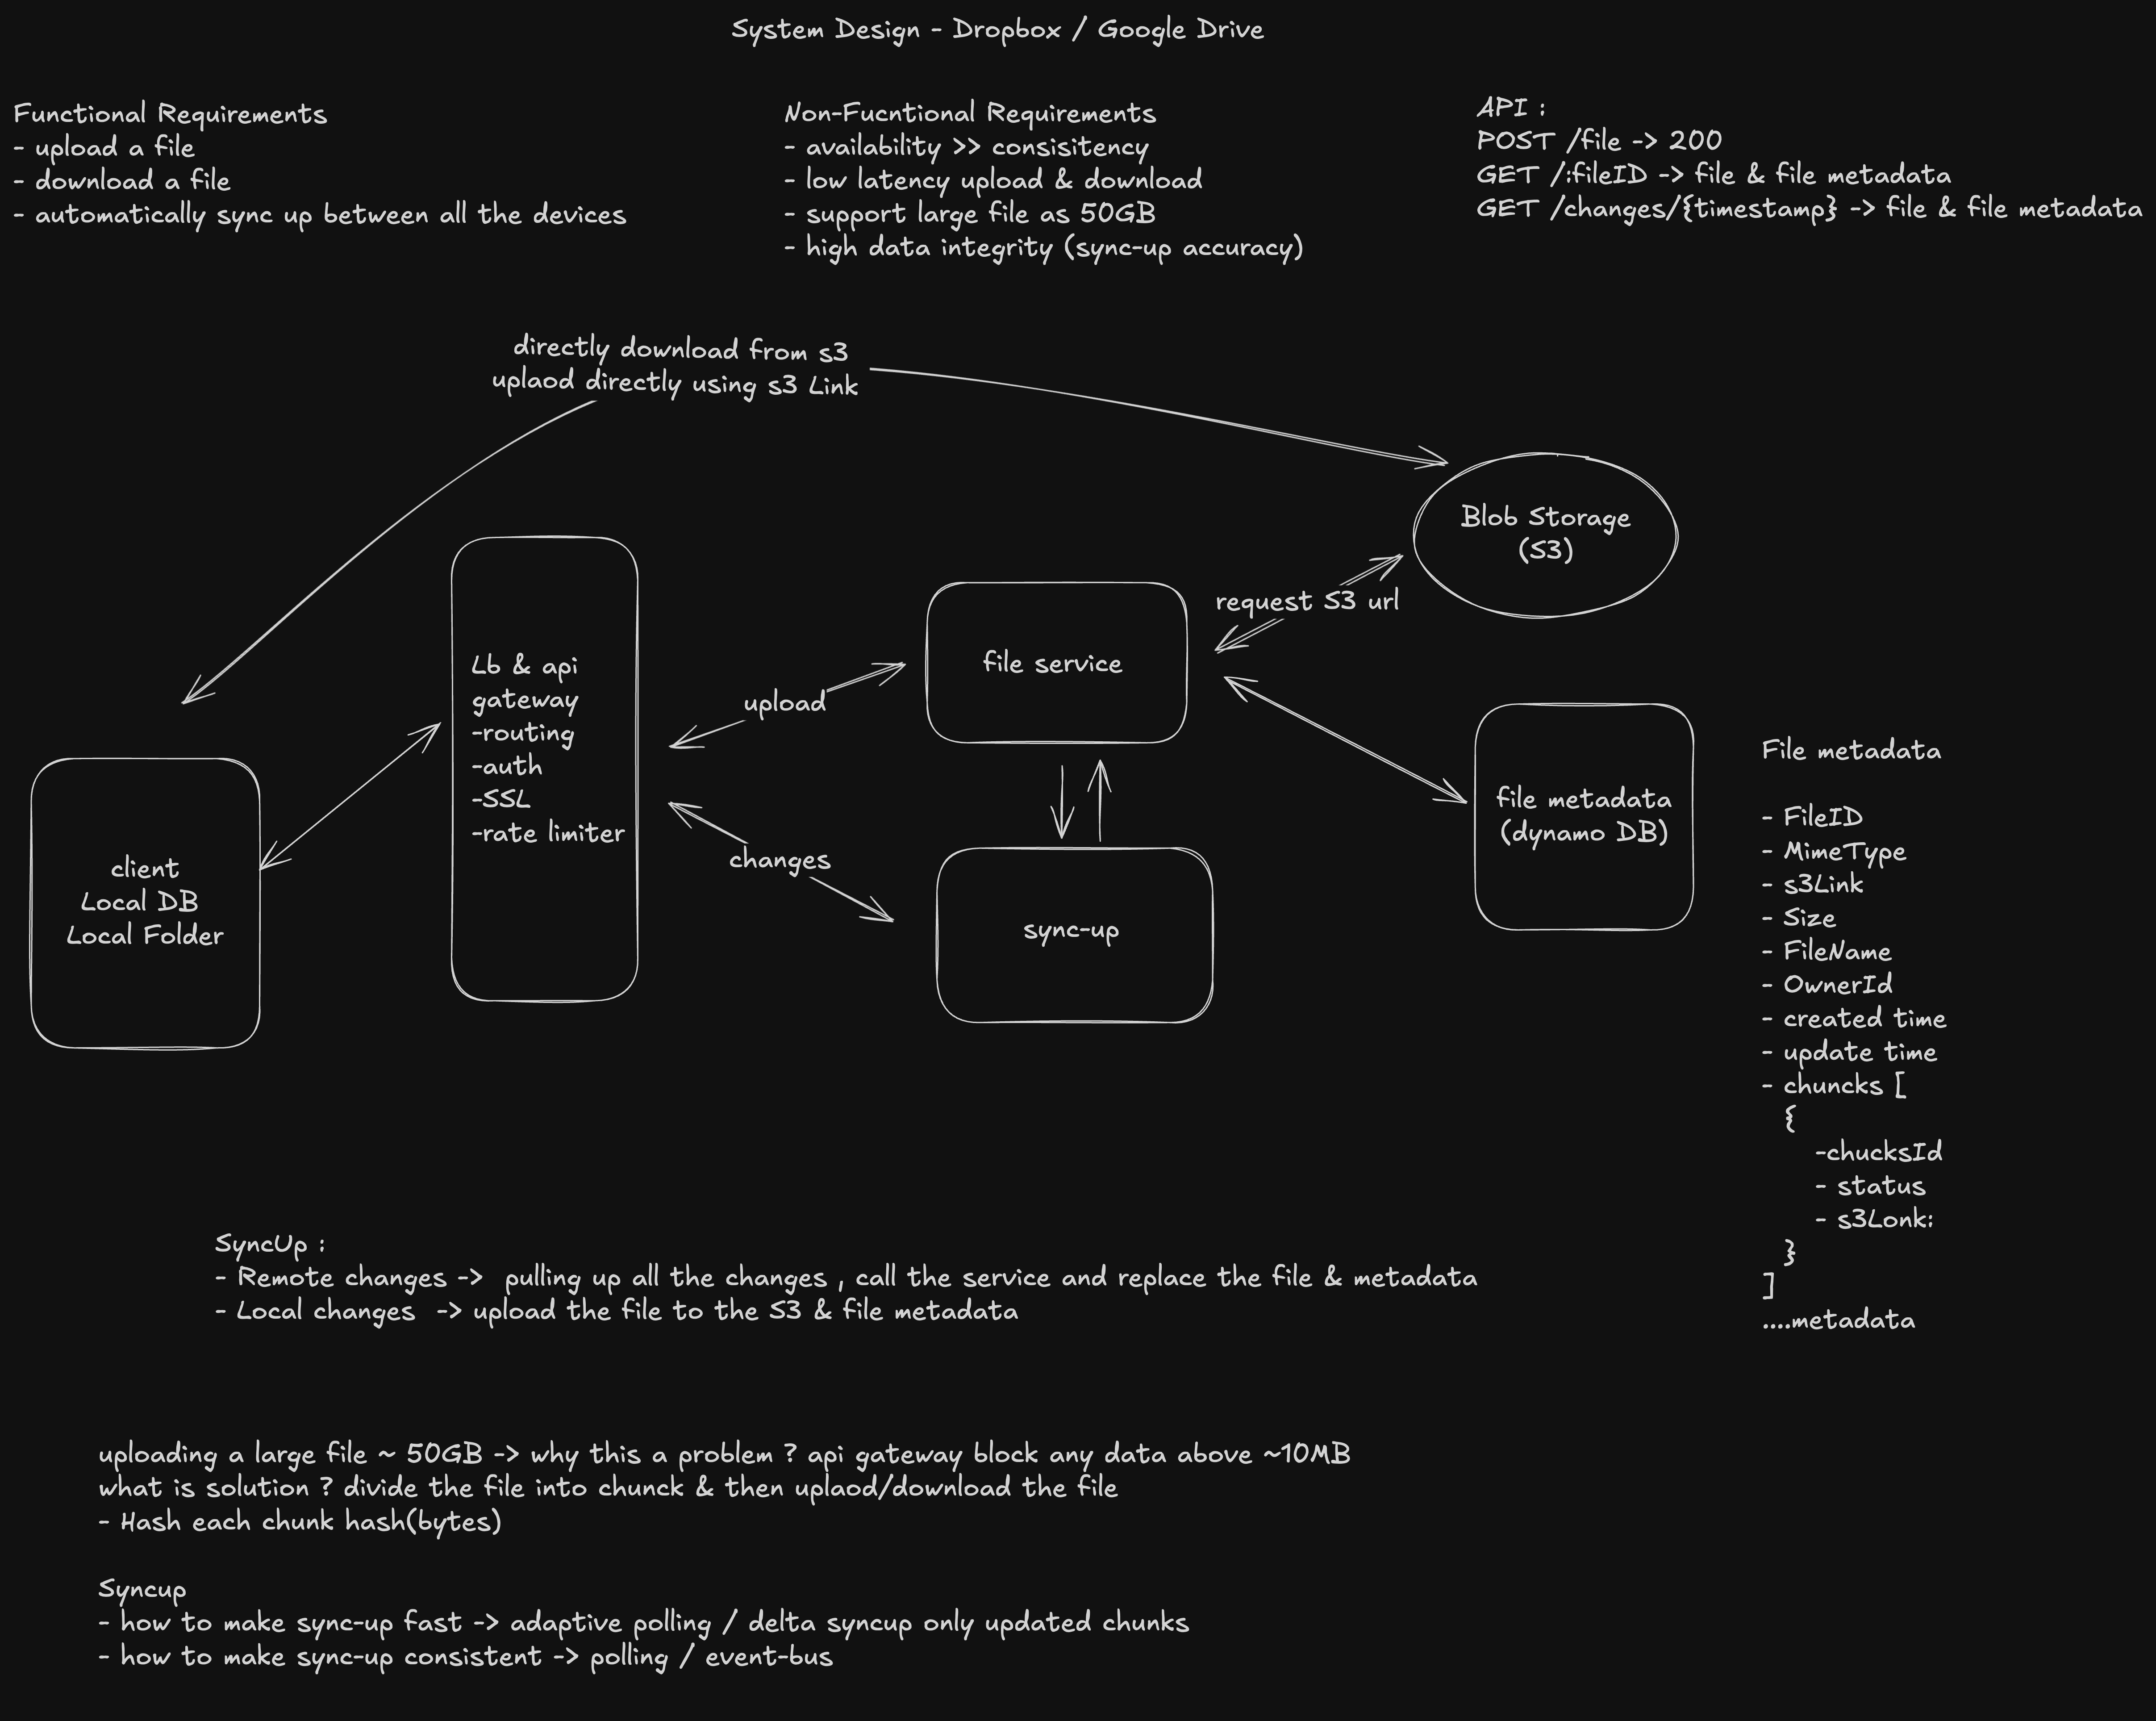 System Design - Dropbox / Google Drive
Functional Requirements
- upload a file
- download a file
- automatically sync up between all the devices
Non-Fucntional Requirements
- availability >> consisitency
- low latency upload & download
- support large file as 50GB
- high data integrity (sync-up accuracy)
API :
POST /file -> 200
GET /:fileID -> file & file metadata
GET /changes/{timestamp} -> file & file metadata
directly download from s3
uplaod directly using s3 Link
Blob Storage
(S3)
request S3 url
file service
Lb & api
gateway
-routing
-auth
-SSL
-rate limiter
upload
changes
client
Local DB
Local Folder
sync-up
file metadata
(dynamo DB)
File metadata
- FileID
- MimeType
- s3Link
- Size
- FileName
- OwnerId
- created time
- update time
- chuncks [
{
-chucksId
- status
- s3Lonk:
}
]
....metadata
SyncUp :
- Remote changes -> pulling up all the changes , call the service and replace the file & metadata
- Local changes -> upload the file to the S3 & file metadata
uploading a large file ~ 50GB -> why this a problem ? api gateway block any data above ~10MB
what is solution ? divide the file into chunck & then uplaod/download the file
- Hash each chunk hash(bytes)
Syncup
- how to make sync-up fast -> adaptive polling / delta syncup only updated chunks
- how to make sync-up consistent -> polling / event-bus